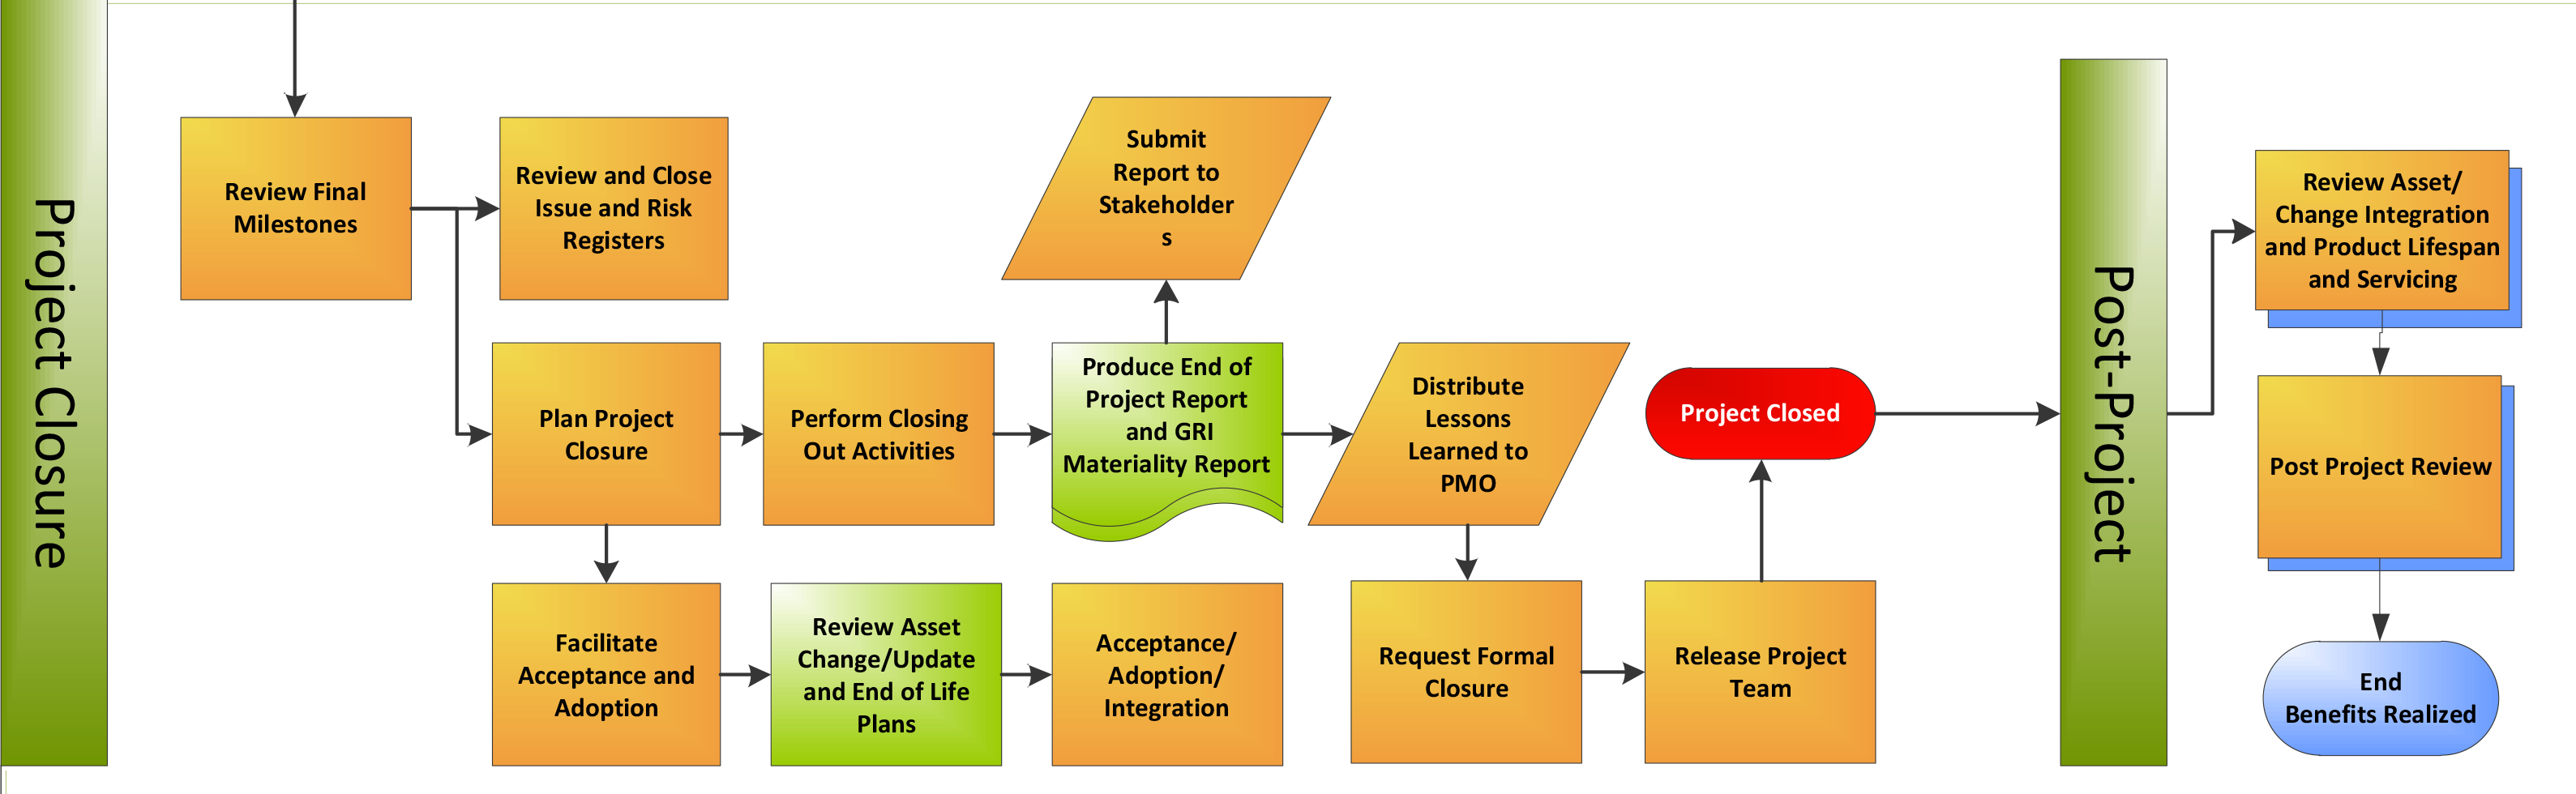 Project Closure
Review Final
Milestones
Review and Close
Issue and Risk
Registers
Submit
Report to
Stakeholder
s
Plan Project
Closure
Perform Closing
Out Activities
Produce End of
Project Report
and GRI
Materiality Report
Distribute
Lessons
Learned to
PMO
Project Closed
Facilitate
Acceptance and
Adoption
Review Asset
Change/Update
and End of Life
Plans
Acceptance/
Adoption/
Integration
Request Formal
Closure
Release Project
Team
Post-Project
Review Asset/
Change Integration
and Product Lifespan
and Servicing
Post Project Review
End
Benefits Realized